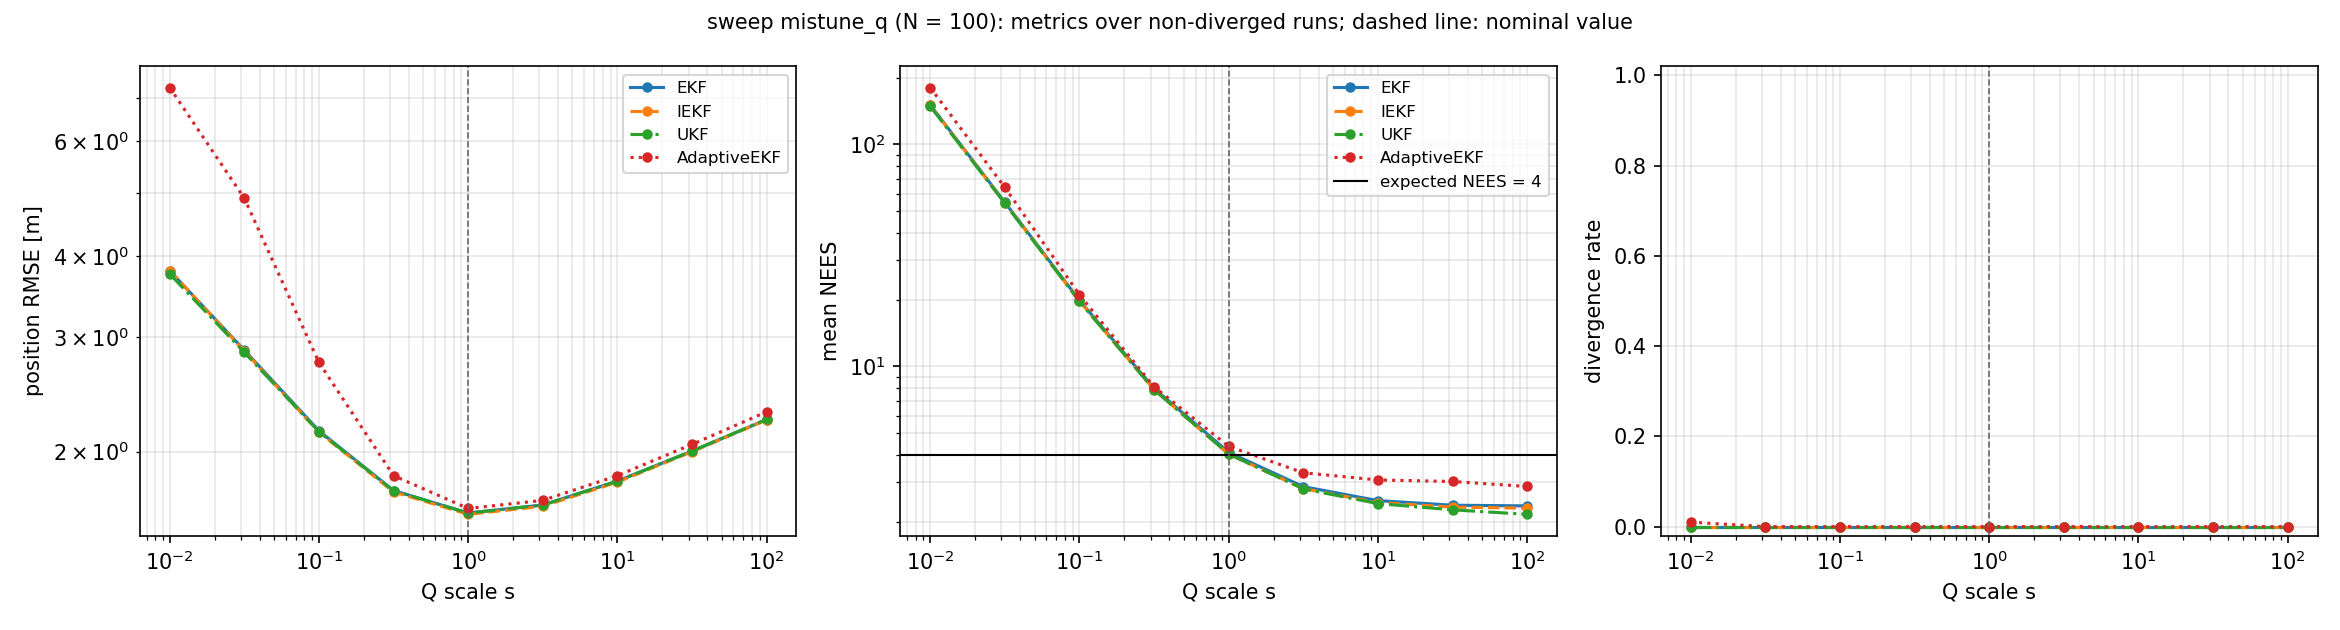 sweep mistune_q (N = 100): metrics over non-diverged runs; dashed line: nominal value
position RMSE [m]
6 × 10⁰
4 × 10⁰
3 × 10⁰
2 × 10⁰
10⁻² 10⁻¹ 10⁰ 10¹ 10²
Q scale s
EKF
IEKF
UKF
AdaptiveEKF
mean NEES
10²
10¹
10⁻² 10⁻¹ 10⁰ 10¹ 10²
Q scale s
EKF
IEKF
UKF
AdaptiveEKF
expected NEES = 4
divergence rate
1.0
0.8
0.6
0.4
0.2
0.0
10⁻² 10⁻¹ 10⁰ 10¹ 10²
Q scale s